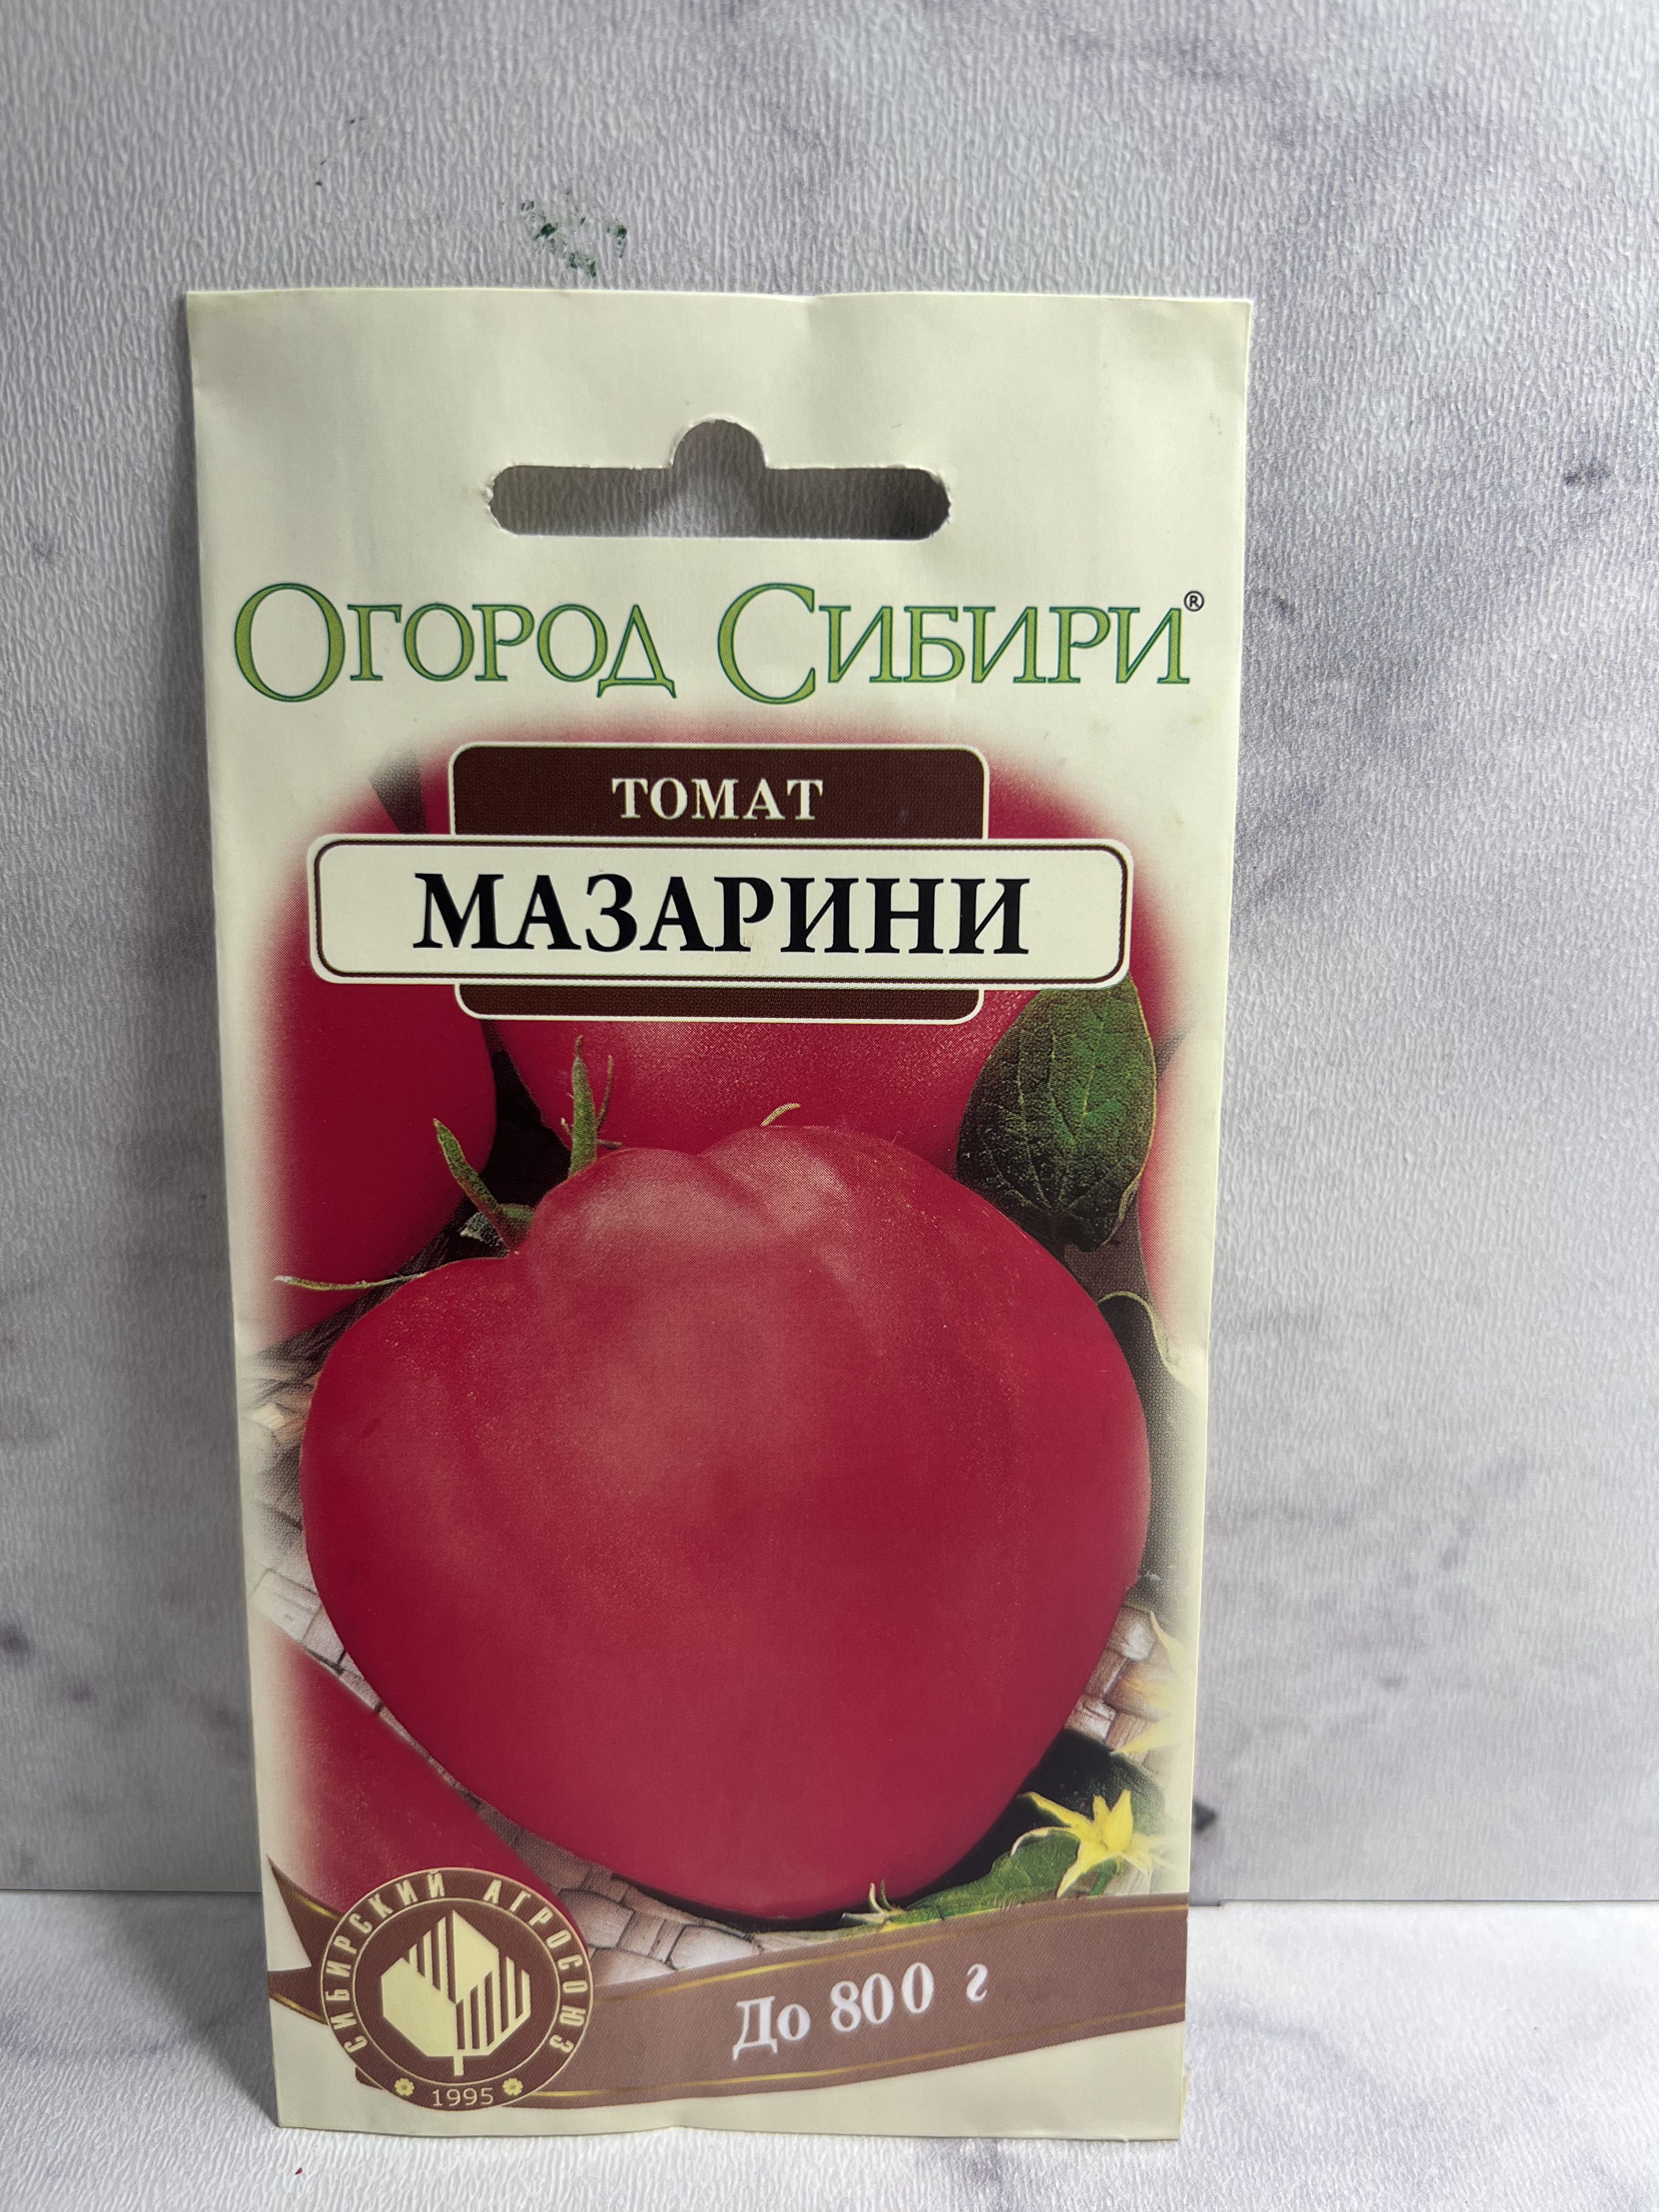 ОГОРОД СИБИРИ®
ТОМАТ
МАЗАРИНИ
СИБИРСКИЙ АГРОСОЮЗ
1995
До 800 г